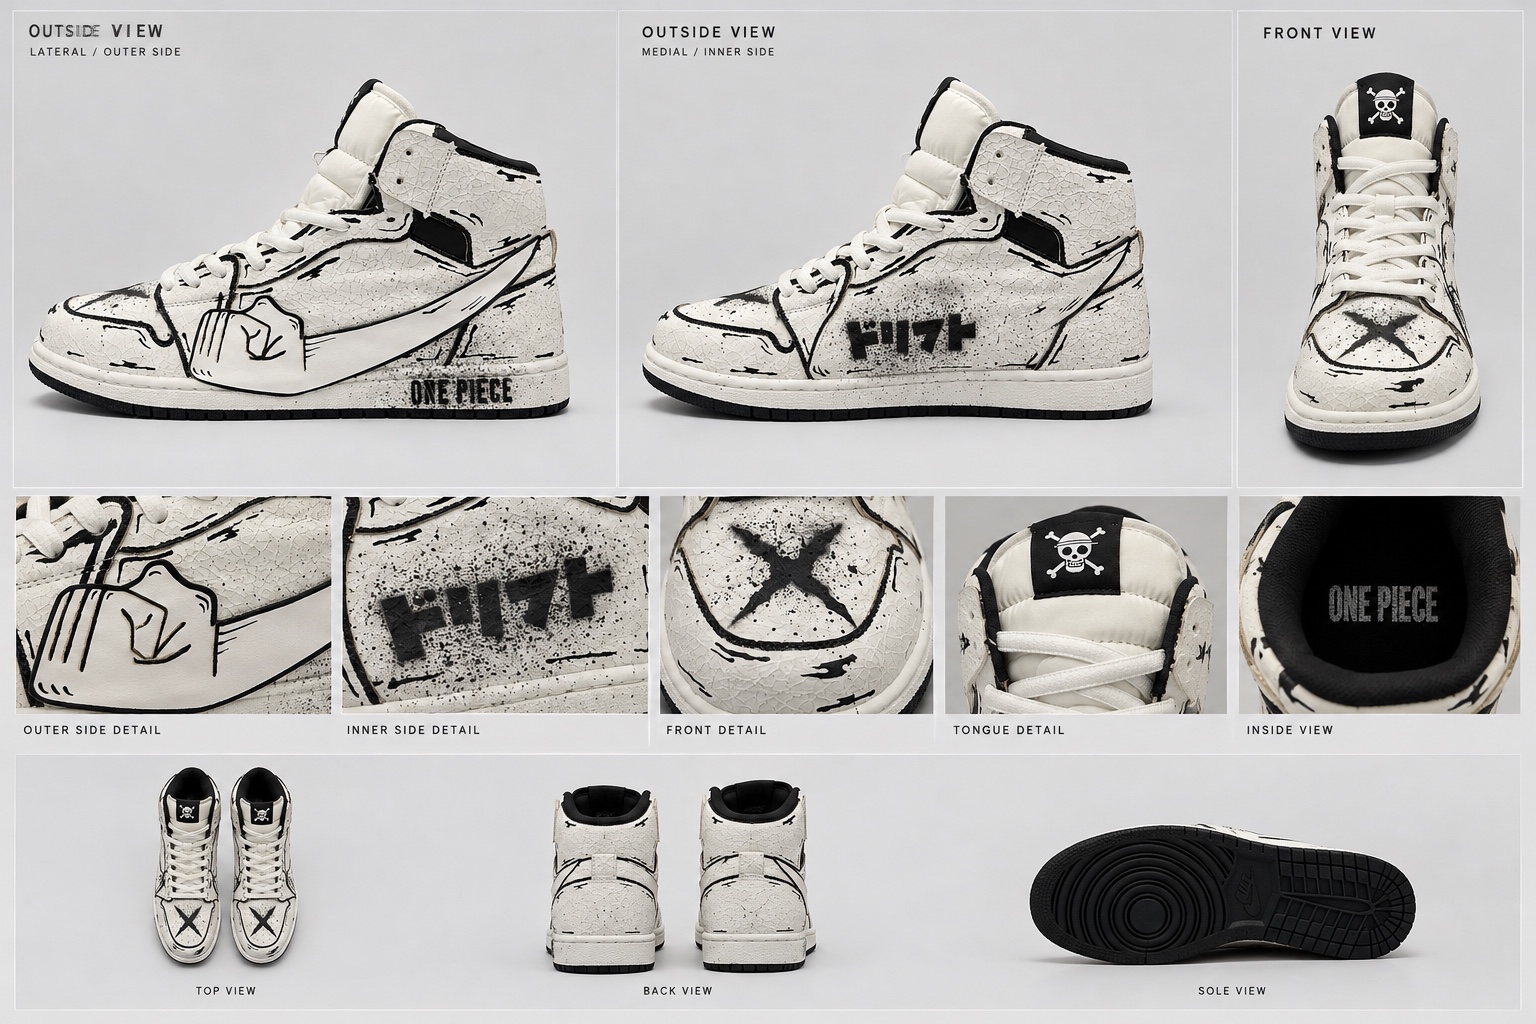 OUTSIDE VIEW
LATERAL / OUTER SIDE
OUTSIDE VIEW
MEDIAL / INNER SIDE
FRONT VIEW
ONE PIECE
ドリフト
ドリフト
ONE PIECE
OUTER SIDE DETAIL
INNER SIDE DETAIL
FRONT DETAIL
TONGUE DETAIL
INSIDE VIEW
TOP VIEW
BACK VIEW
SOLE VIEW